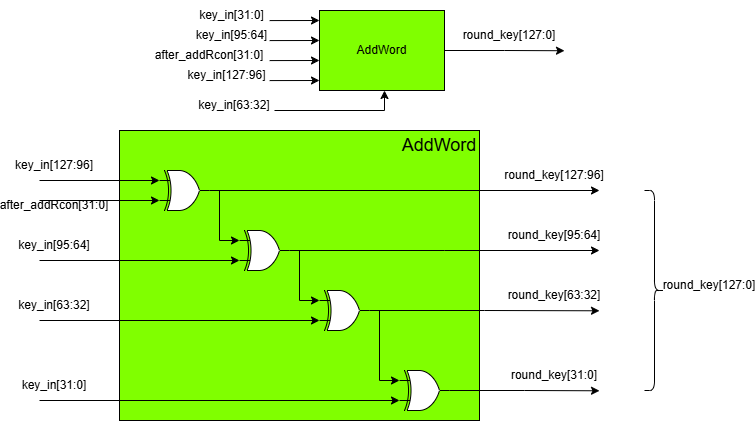 key_in[31:0]
key_in[95:64]
after_addRcon[31:0]
key_in[127:96]
key_in[63:32]
AddWord
round_key[127:0]
AddWord
key_in[127:96]
after_addRcon[31:0]
key_in[95:64]
key_in[63:32]
key_in[31:0]
round_key[127:96]
round_key[95:64]
round_key[63:32]
round_key[31:0]
round_key[127:0]